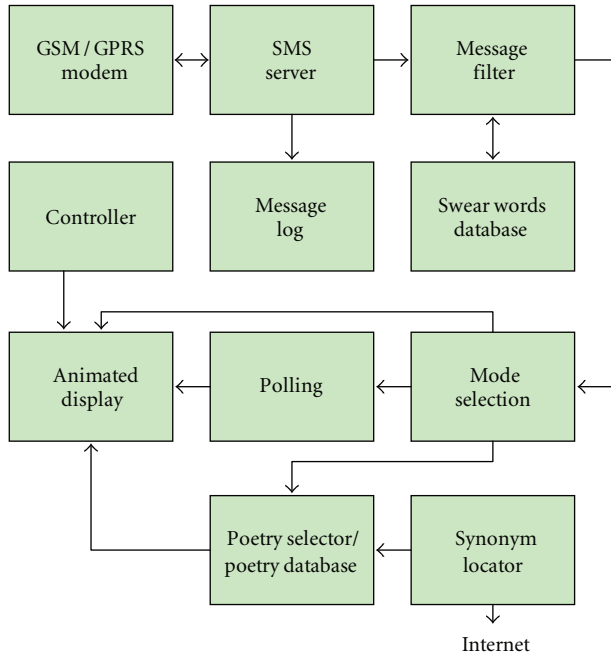 GSM / GPRS
modem
SMS
server
Message
filter
Controller
Message
log
Swear words
database
Animated
display
Polling
Mode
selection
Poetry selector/
poetry database
Synonym
locator
Internet